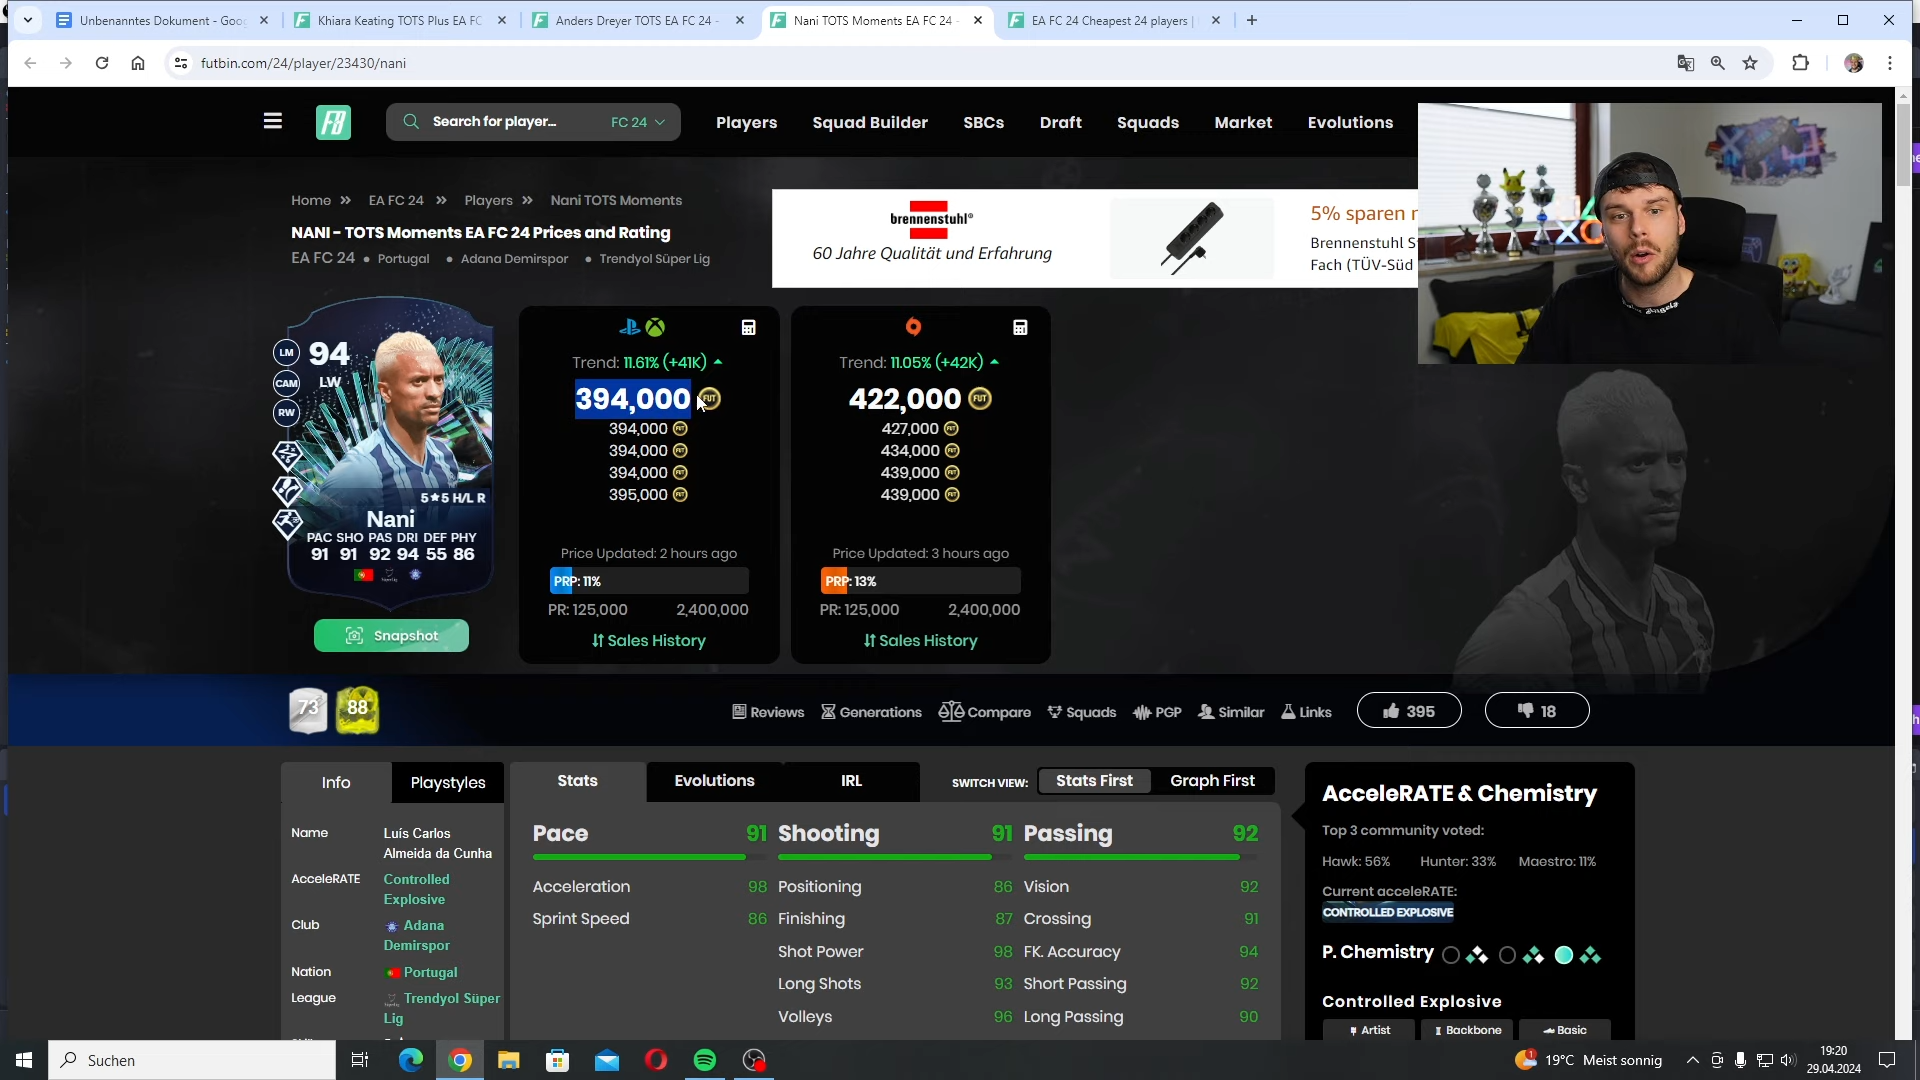 Unbenanntes Dokument - Goog
Khiara Keating TOTS Plus EA FC
Anders Dreyer TOTS EA FC 24 -
Nani TOTS Moments EA FC 24 -
EA FC 24 Cheapest 24 players |
futbin.com/24/player/23430/nani
FB
Search for player...
FC 24
Players
Squad Builder
SBCs
Draft
Squads
Market
Evolutions
Home » EA FC 24 » Players » Nani TOTS Moments
NANI - TOTS Moments EA FC 24 Prices and Rating
EA FC 24 • Portugal • Adana Demirspor • Trendyol Süper Lig
brennenstuhl®
60 Jahre Qualität und Erfahrung
5% sparen
Brennenstuhl S
Fach (TÜV-Süd
LM
CAM
RW
94
LW
5★5 H/L R
Nani
PAC SHO PAS DRI DEF PHY
91 91 92 94 55 86
Snapshot
Trend: 11.61% (+41K)
394,000
394,000
394,000
394,000
395,000
Price Updated: 2 hours ago
PRP: 11%
PR: 125,000 2,400,000
Sales History
Trend: 11.05% (+42K)
422,000
427,000
434,000
439,000
439,000
Price Updated: 3 hours ago
PRP: 13%
PR: 125,000 2,400,000
Sales History
73
88
Reviews
Generations
Compare
Squads
PGP
Similar
Links
395
18
Info
Playstyles
Name Luís Carlos
Almeida da Cunha
AcceleRATE Controlled
Explosive
Club Adana
Demirspor
Nation Portugal
League Trendyol Süper
Lig
Stats
Evolutions
IRL
SWITCH VIEW:
Stats First
Graph First
Pace 91
Acceleration 98
Sprint Speed 86
Shooting 91
Positioning 86
Finishing 87
Shot Power 98
Long Shots 93
Volleys 96
Passing 92
Vision 92
Crossing 91
FK. Accuracy 94
Short Passing 92
Long Passing 90
AcceleRATE & Chemistry
Top 3 community voted:
Hawk: 56% Hunter: 33% Maestro: 11%
Current acceleRATE:
CONTROLLED EXPLOSIVE
P. Chemistry
Controlled Explosive
Artist
Backbone
Basic
Suchen
19°C Meist sonnig
19:20
29.04.2024